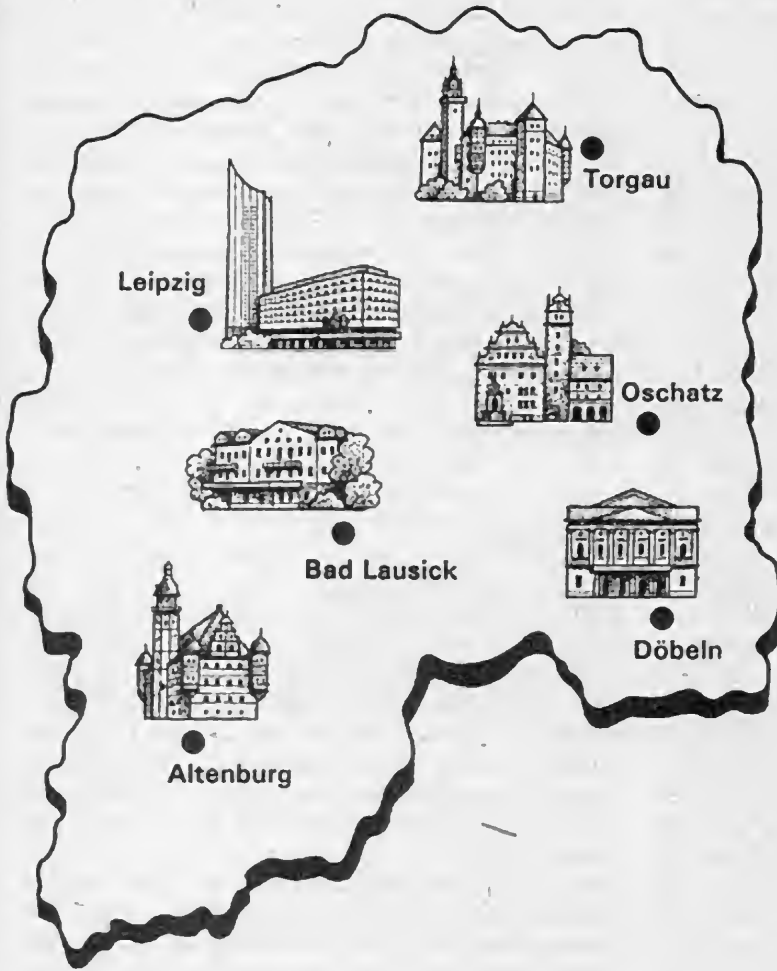 Torgau
Leipzig
Oschatz
Bad Lausick
Döbeln
Altenburg